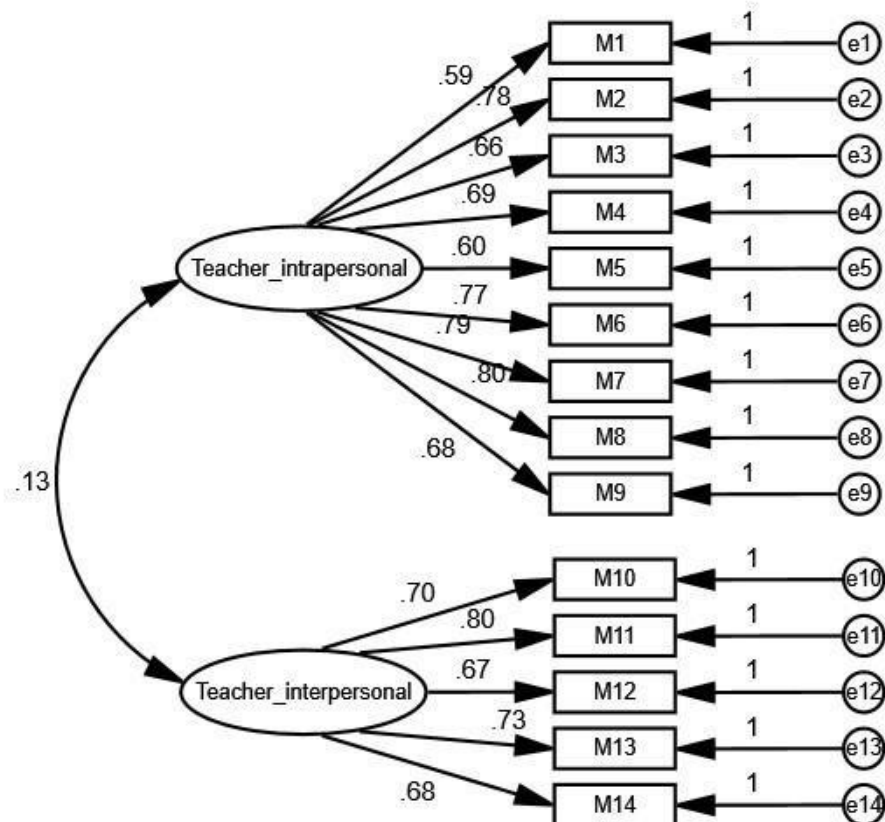 1
M1
e1
.59
1
.78
M2
e2
1
.66
M3
e3
1
.69
M4
e4
Teacher_intrapersonal
1
.60
M5
e5
1
.77
M6
e6
1
.79
M7
e7
1
.80
M8
e8
1
.68
M9
e9
.13
1
.70
M10
e10
1
.80
M11
e11
Teacher_interpersonal
1
.67
M12
e12
1
.73
M13
e13
1
.68
M14
e14